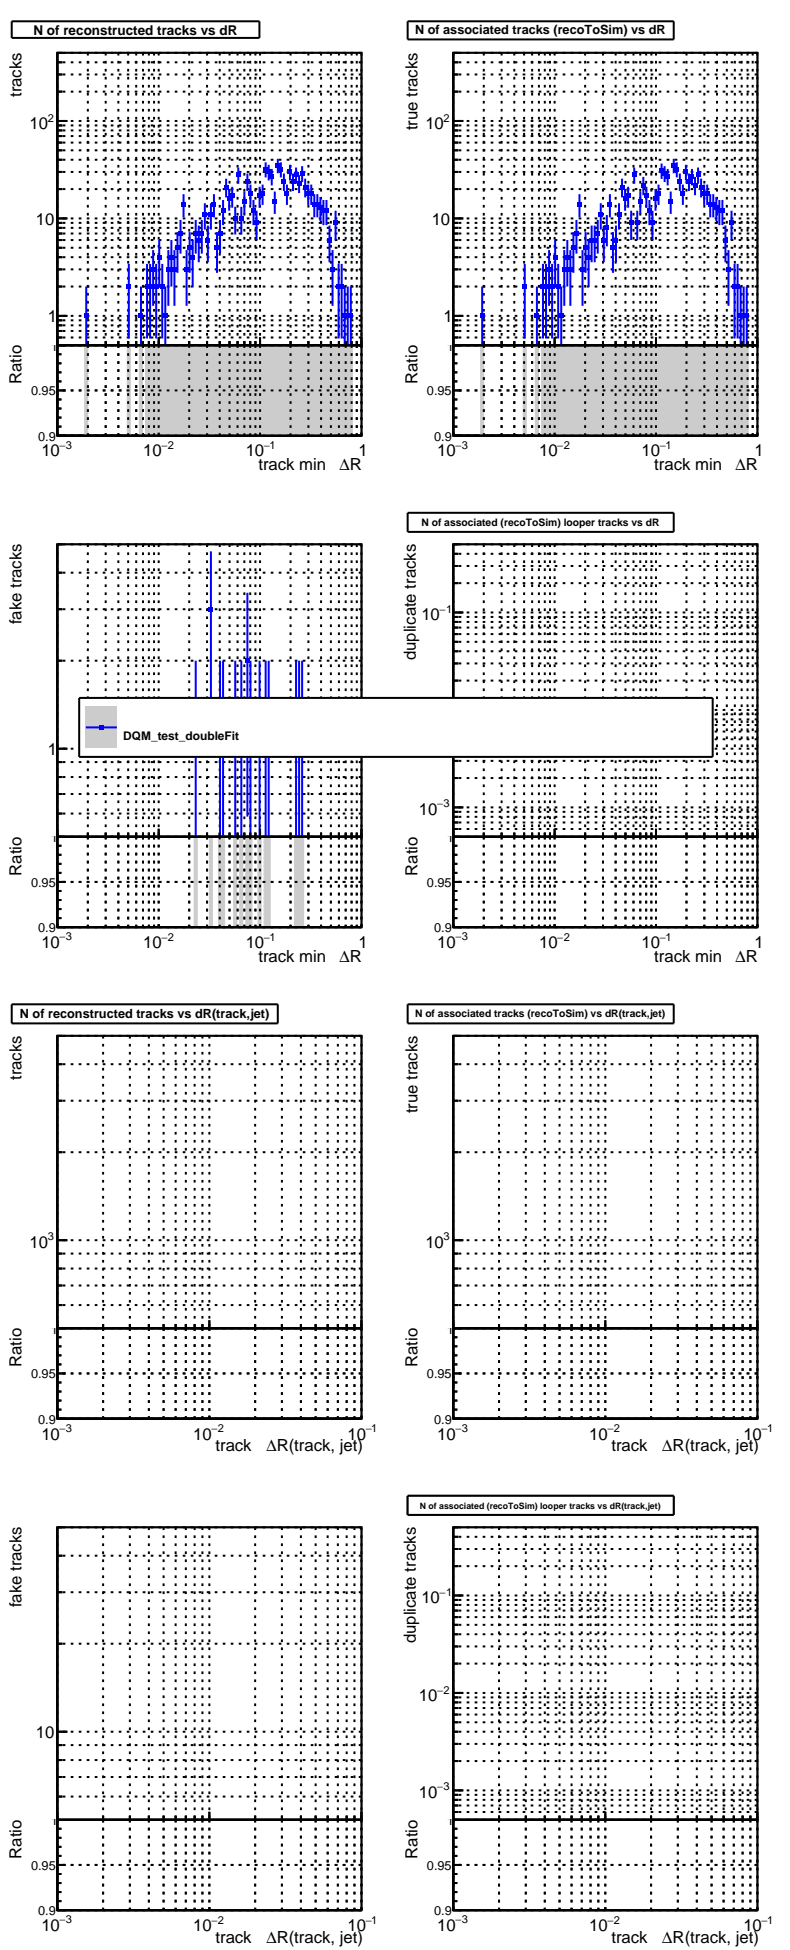 N of reconstructed tracks vs dR
tracks
10²
10
1
Ratio
0.95
0.9
10⁻³ 10⁻² 10⁻¹ 1
track min ΔR
N of associated tracks (recoToSim) vs dR
true tracks
10²
10
1
Ratio
0.95
0.9
10⁻³ 10⁻² 10⁻¹ 1
track min ΔR
fake tracks
1
Ratio
0.95
0.9
10⁻³ 10⁻² 10⁻¹ 1
track min ΔR
N of associated (recoToSim) looper tracks vs dR
duplicate tracks
10⁻¹
10⁻³
Ratio
0.95
0.9
10⁻³ 10⁻² 10⁻¹ 1
track min ΔR
DQM_test_doubleFit
N of reconstructed tracks vs dR(track,jet)
tracks
10³
Ratio
0.95
0.9
10⁻³ 10⁻² 10⁻¹
track ΔR(track, jet)
N of associated tracks (recoToSim) vs dR(track,jet)
true tracks
10³
Ratio
0.95
0.9
10⁻³ 10⁻² 10⁻¹
track ΔR(track, jet)
fake tracks
10
Ratio
0.95
0.9
10⁻³ 10⁻² 10⁻¹
track ΔR(track, jet)
N of associated (recoToSim) looper tracks vs dR(track,jet)
duplicate tracks
10⁻¹
10⁻²
10⁻³
Ratio
0.95
0.9
10⁻³ 10⁻² 10⁻¹
track ΔR(track, jet)